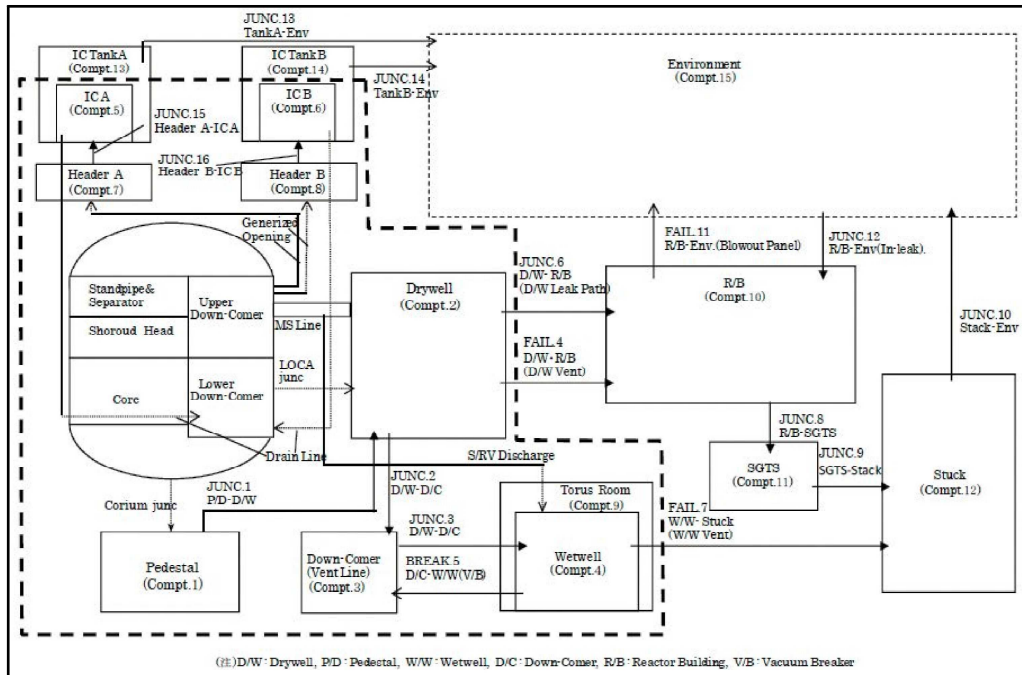 JUNC.13
TankA-Env
IC TankA
(Compt.13)
IC TankB
(Compt.14)
JUNC.14
TankB-Env
Environment
(Compt.15)
IC A
(Compt.5)
IC B
(Compt.6)
JUNC.15
Header A-IC A
JUNC.16
Header B-IC B
Header A
(Compt.7)
Header B
(Compt.8)
Generized
Opening
FAIL.11
R/B-Env.(Blowout Panel)
JUNC.12
R/B-Env(In-leak).
JUNC.6
D/W- R/B
(D/W Leak Path)
Standpipe&
Separator
Upper
Down-Comer
Shoroud Head
MS Line
Drywell
(Compt.2)
R/B
(Compt.10)
JUNC.10
Stack-Env
FAIL.4
D/W-R/B
(D/W Vent)
LOCA
junc
Core
Lower
Down-Comer
Drain Line
JUNC.8
R/B-SGTS
S/RV Discharge
JUNC.1
P/D-D/W
JUNC.2
D/W-D/C
SGTS
(Compt.11)
JUNC.9
SGTS-Stack
Stuck
(Compt.12)
Corium junc
Torus Room
(Compt.9)
FAIL.7
W/W- Stuck
(W/W Vent)
JUNC.3
D/W-D/C
Pedestal
(Compt.1)
Down-Comer
(Vent Line)
(Compt.3)
BREAK.5
D/C-W/W(V/B)
Wetwell
(Compt.4)
(注)D/W : Drywell, P/D : Pedestal, W/W : Wetwell, D/C : Down-Comer, R/B : Reactor Building, V/B : Vacuum Breaker